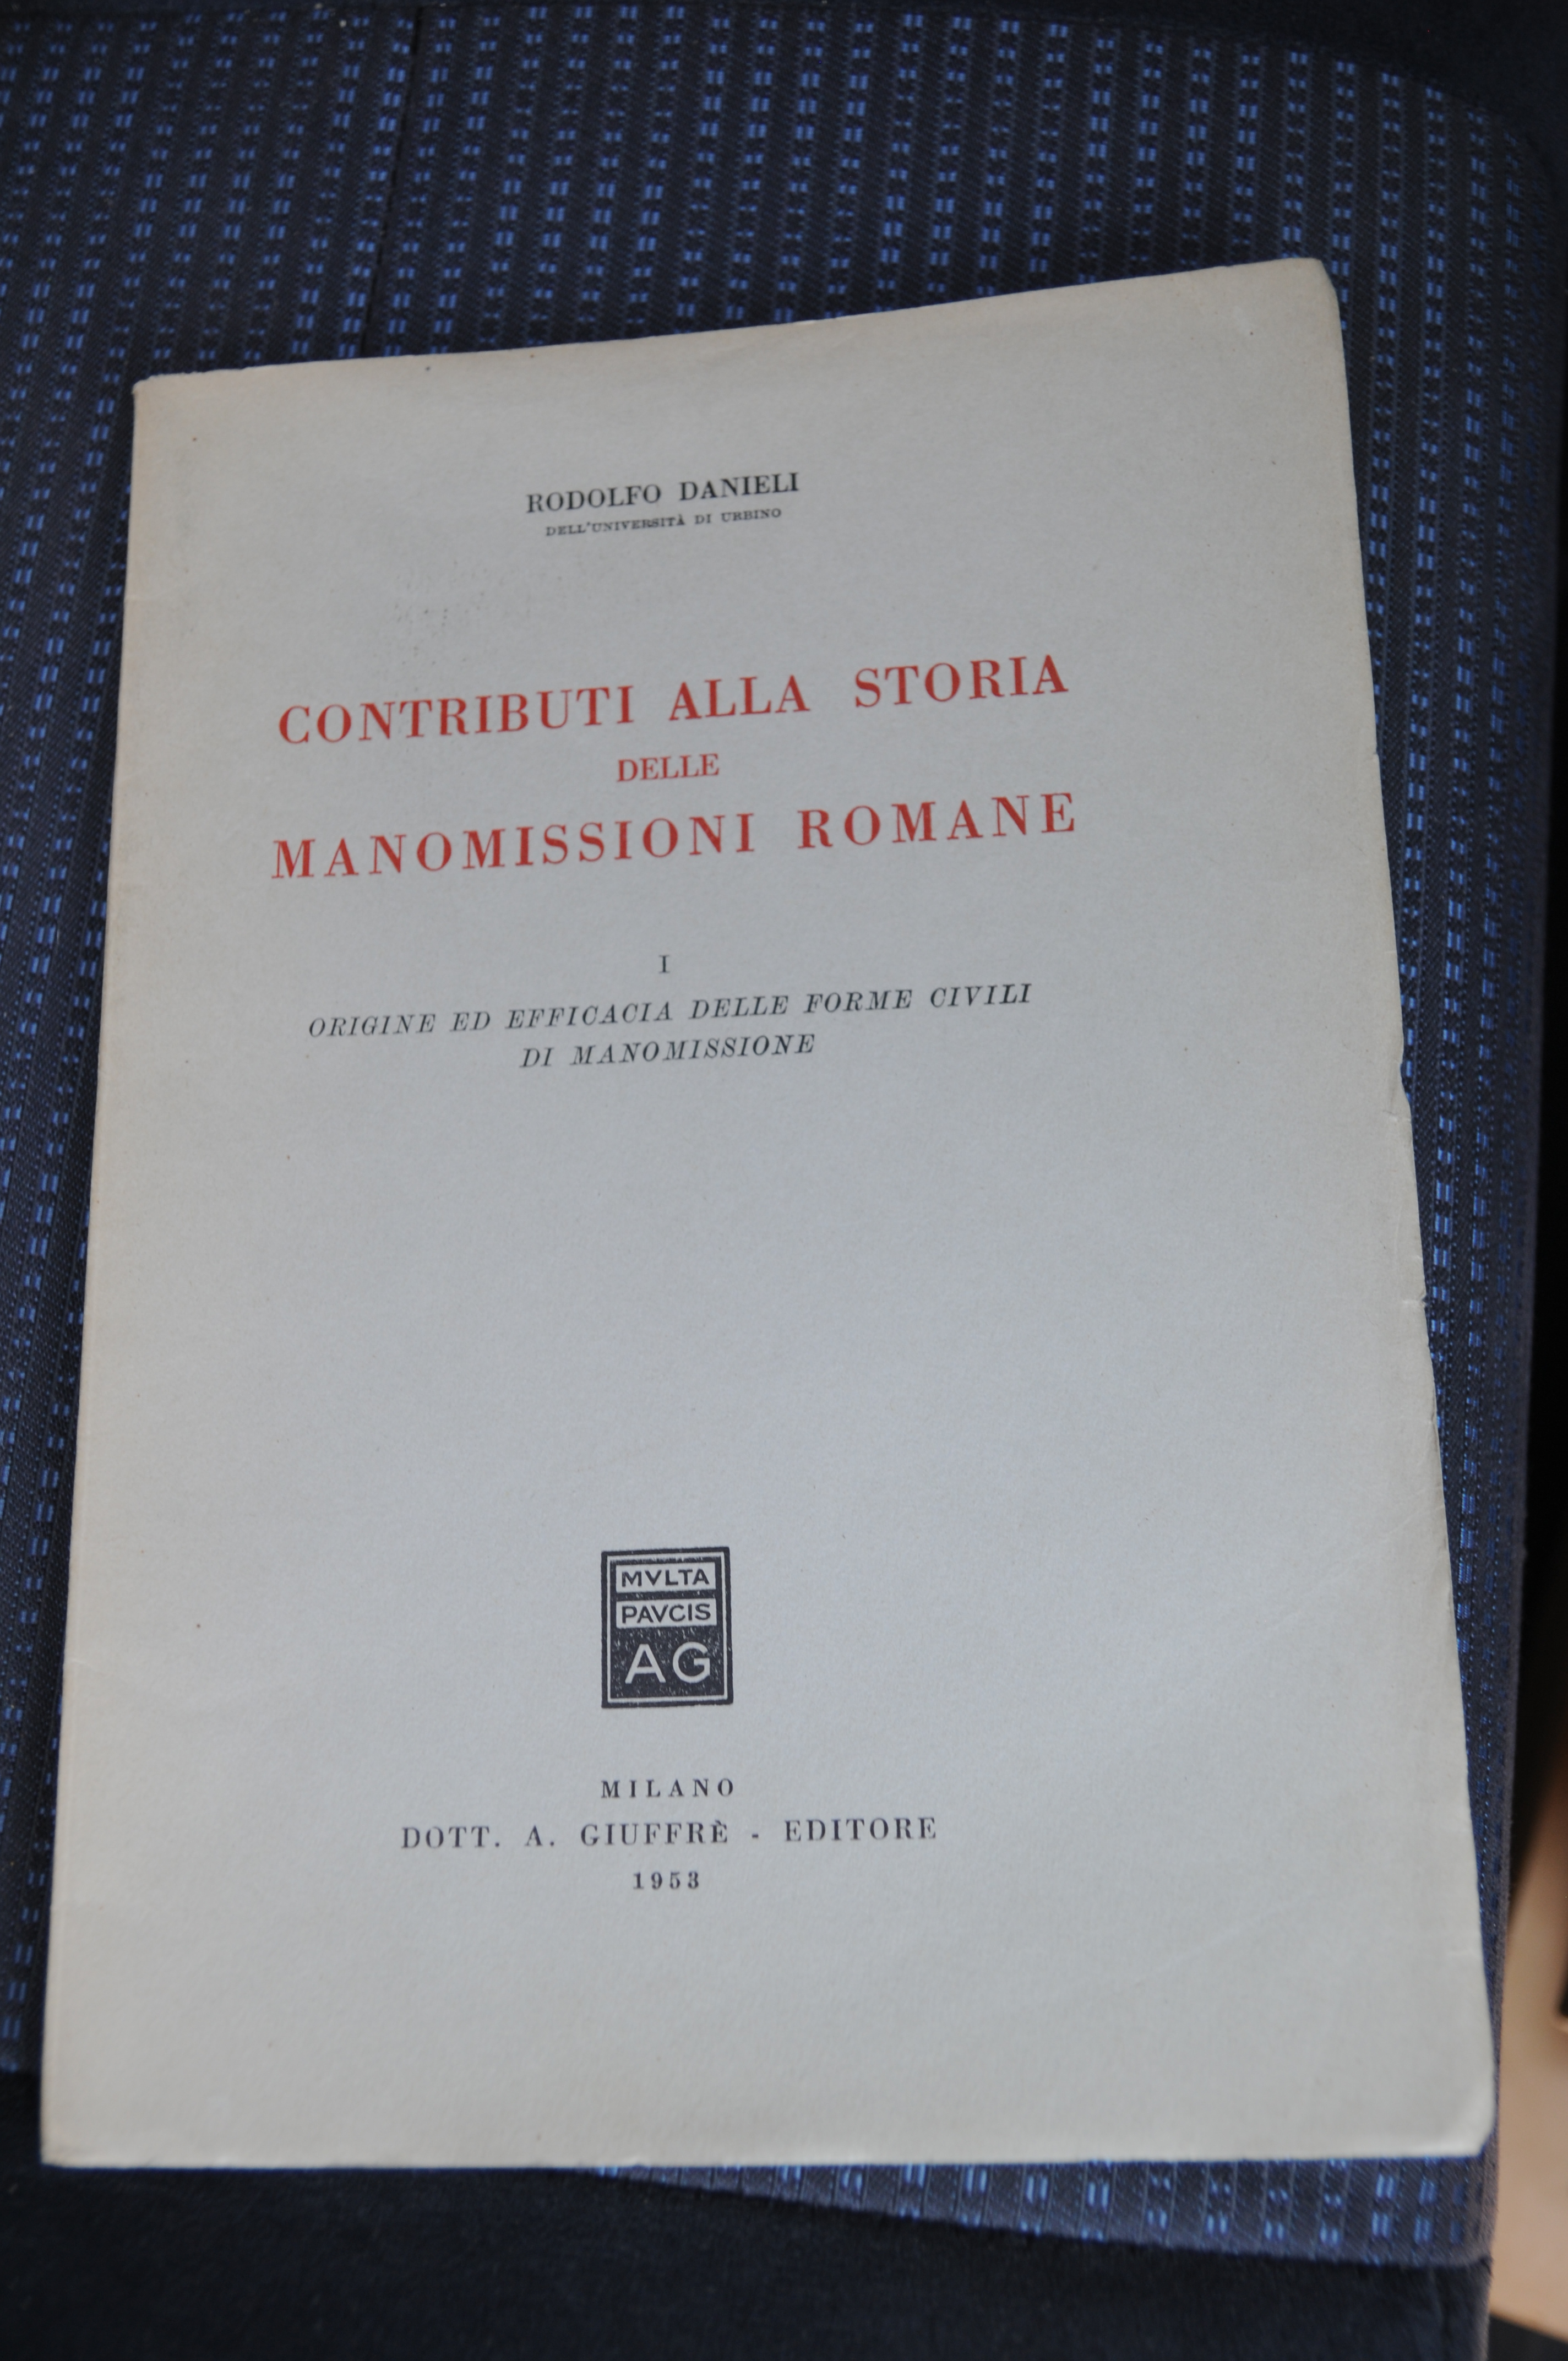 RODOLFO DANIELI
DELL'UNIVERSITÀ DI URBINO
CONTRIBUTI ALLA STORIA
DELLE
MANOMISSIONI ROMANE
I
ORIGINE ED EFFICACIA DELLE FORME CIVILI
DI MANOMISSIONE
MVLTA
PAVCIS
AG
MILANO
DOTT. A. GIUFFRÈ - EDITORE
1953